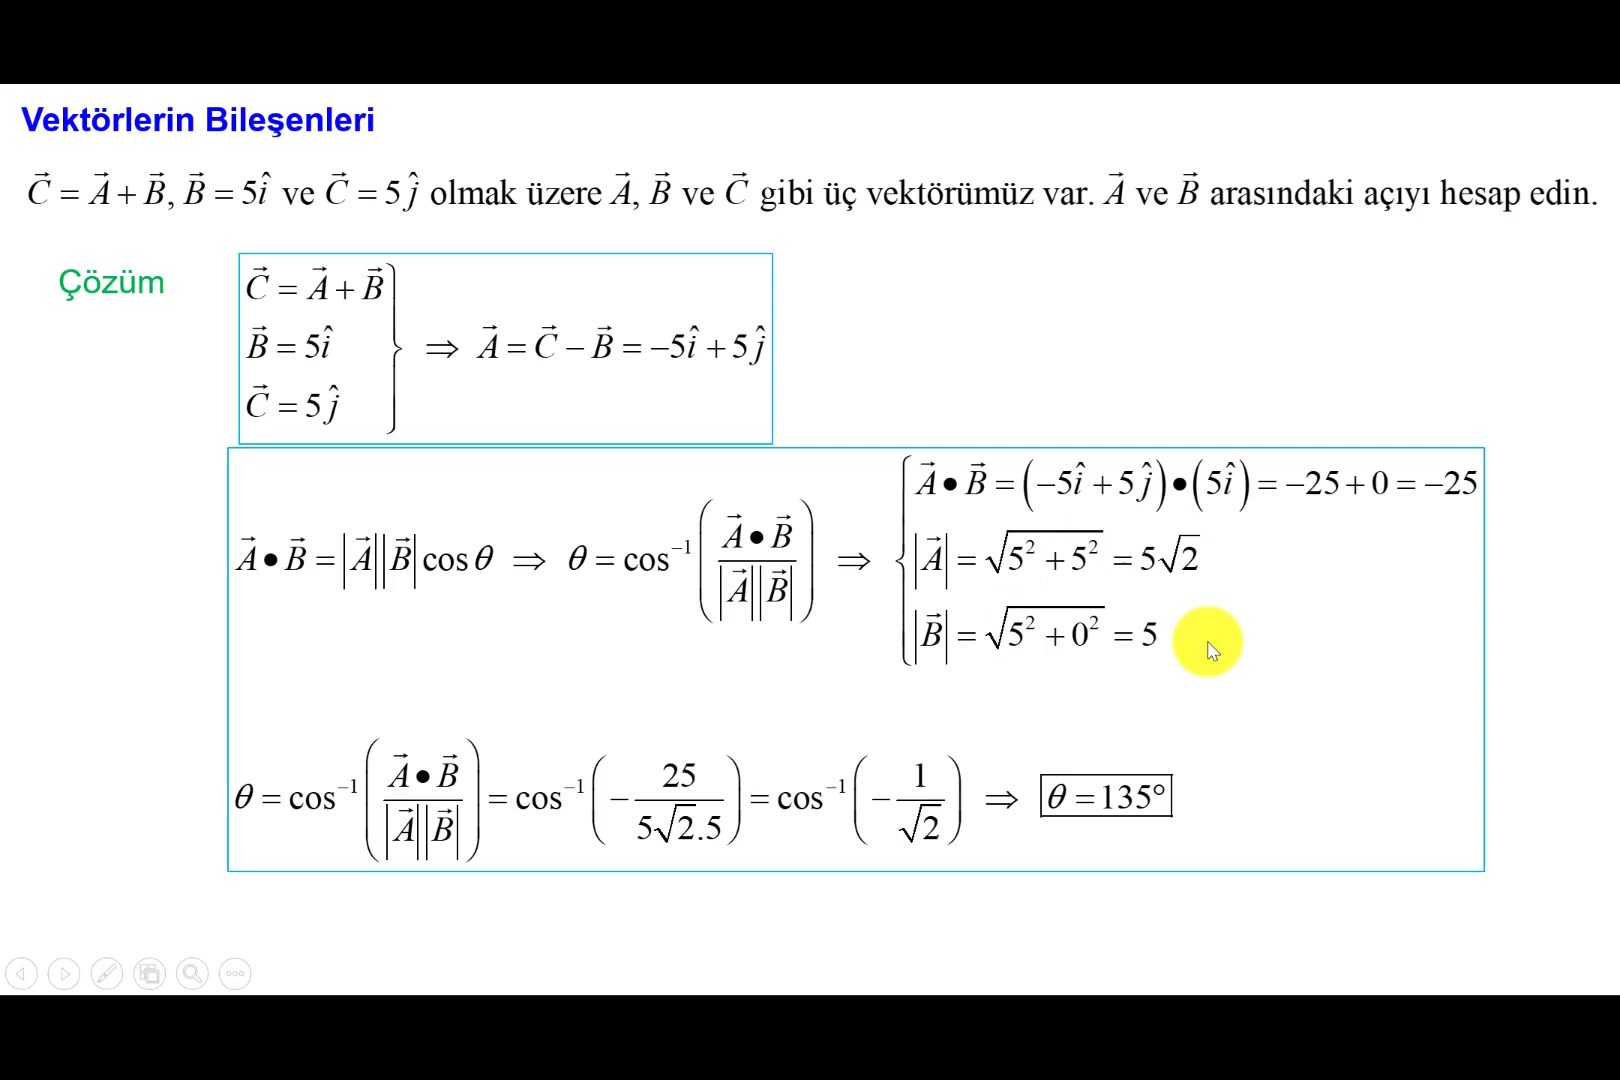 Vektörlerin Bileşenleri
C⃗ = A⃗ + B⃗, B⃗ = 5î ve C⃗ = 5ĵ olmak üzere A⃗, B⃗ ve C⃗ gibi üç vektörümüz var. A⃗ ve B⃗ arasındaki açıyı hesap edin.
Çözüm
C⃗ = A⃗ + B⃗
B⃗ = 5î
C⃗ = 5ĵ
} ⇒ A⃗ = C⃗ − B⃗ = −5î + 5ĵ
A⃗ • B⃗ = |A⃗||B⃗| cos θ ⇒ θ = cos⁻¹( A⃗ • B⃗ / |A⃗||B⃗| ) ⇒ {
A⃗ • B⃗ = (−5î + 5ĵ) • (5î) = −25 + 0 = −25
|A⃗| = √(5² + 5²) = 5√2
|B⃗| = √(5² + 0²) = 5
θ = cos⁻¹( A⃗ • B⃗ / |A⃗||B⃗| ) = cos⁻¹( − 25 / 5√2.5 ) = cos⁻¹( − 1 / √2 ) ⇒ θ = 135°